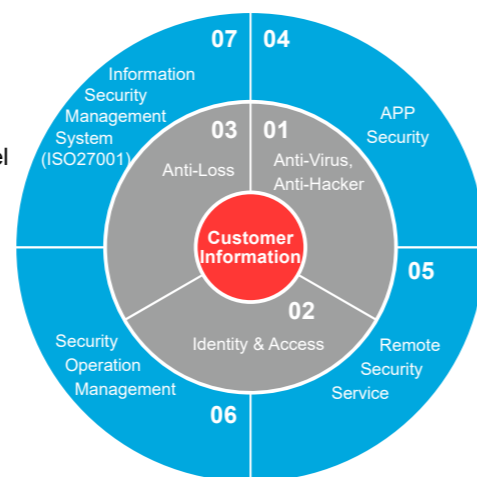 07
Information
Security
Management
System
(ISO27001)
04
APP
Security
03
Anti-Loss
01
Anti-Virus,
Anti-Hacker
el
Customer
Information
02
Identity & Access
05
Remote
Security
Service
Security
Operation
Management
06